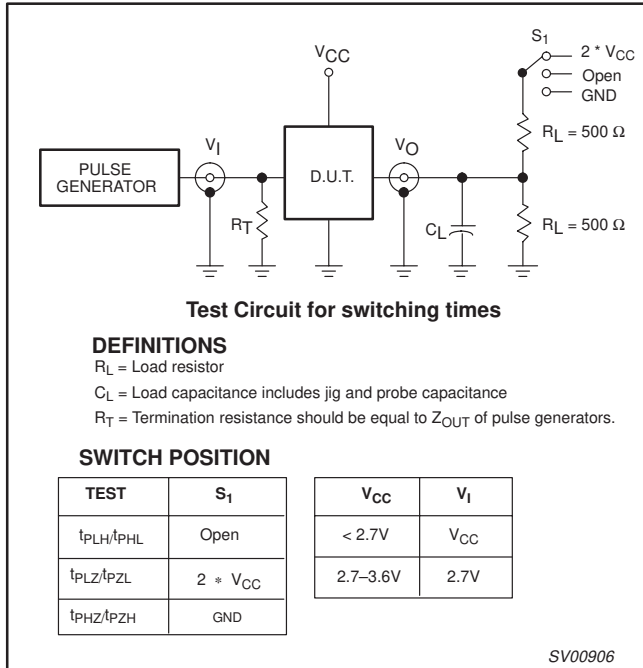 S1
2 * VCC
Open
GND
VCC
RL = 500 Ω
VI
VO
PULSE
GENERATOR
D.U.T.
RT
CL
RL = 500 Ω
Test Circuit for switching times
DEFINITIONS
RL = Load resistor
CL = Load capacitance includes jig and probe capacitance
RT = Termination resistance should be equal to ZOUT of pulse generators.
SWITCH POSITION
TEST S1
tPLH/tPHL Open
tPLZ/tPZL 2 * VCC
tPHZ/tPZH GND
VCC VI
< 2.7V VCC
2.7–3.6V 2.7V
SV00906